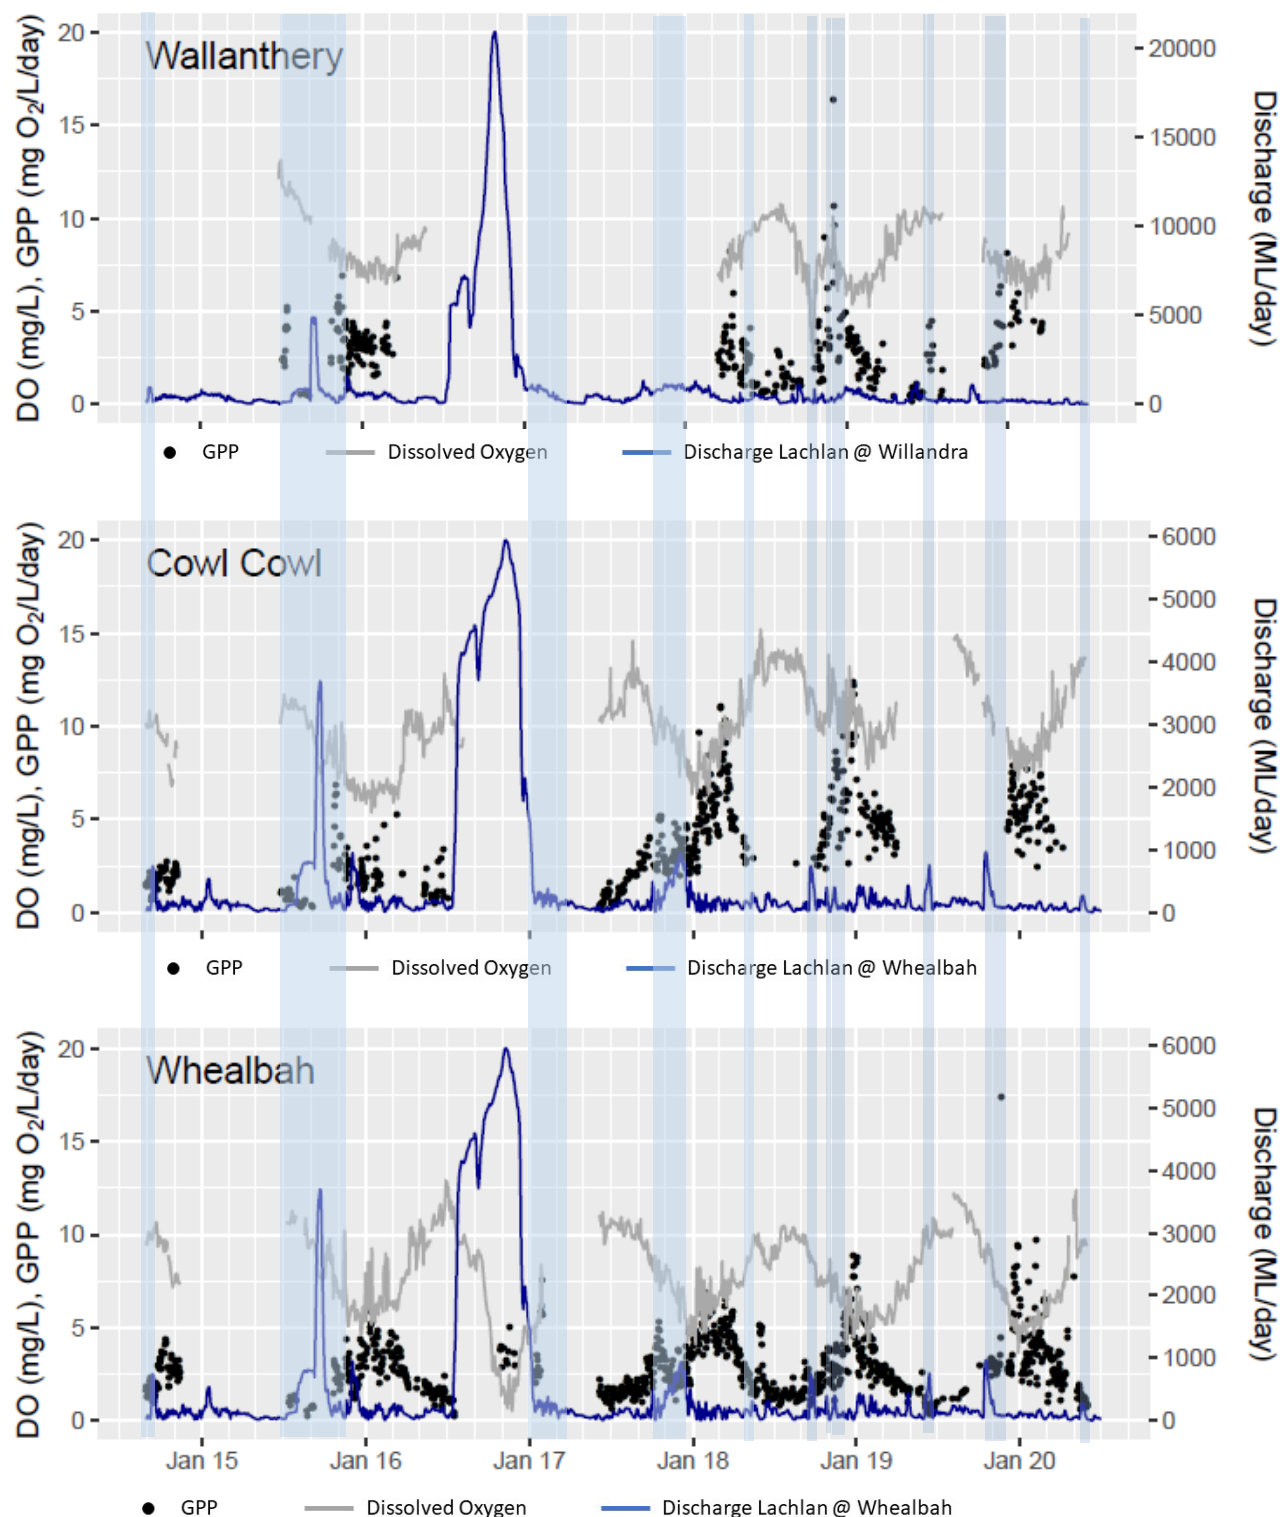 Wallanthery
DO (mg/L), GPP (mg O₂/L/day)
20
15
10
5
0
20000
15000
10000
5000
0
Discharge (ML/day)
GPP Dissolved Oxygen Discharge Lachlan @ Willandra
Cowl Cowl
DO (mg/L), GPP (mg O₂/L/day)
20
15
10
5
0
6000
5000
4000
3000
2000
1000
0
Discharge (ML/day)
GPP Dissolved Oxygen Discharge Lachlan @ Whealbah
Whealbah
DO (mg/L), GPP (mg O₂/L/day)
20
15
10
5
0
6000
5000
4000
3000
2000
1000
0
Discharge (ML/day)
Jan 15 Jan 16 Jan 17 Jan 18 Jan 19 Jan 20
GPP Dissolved Oxygen Discharge Lachlan @ Whealbah